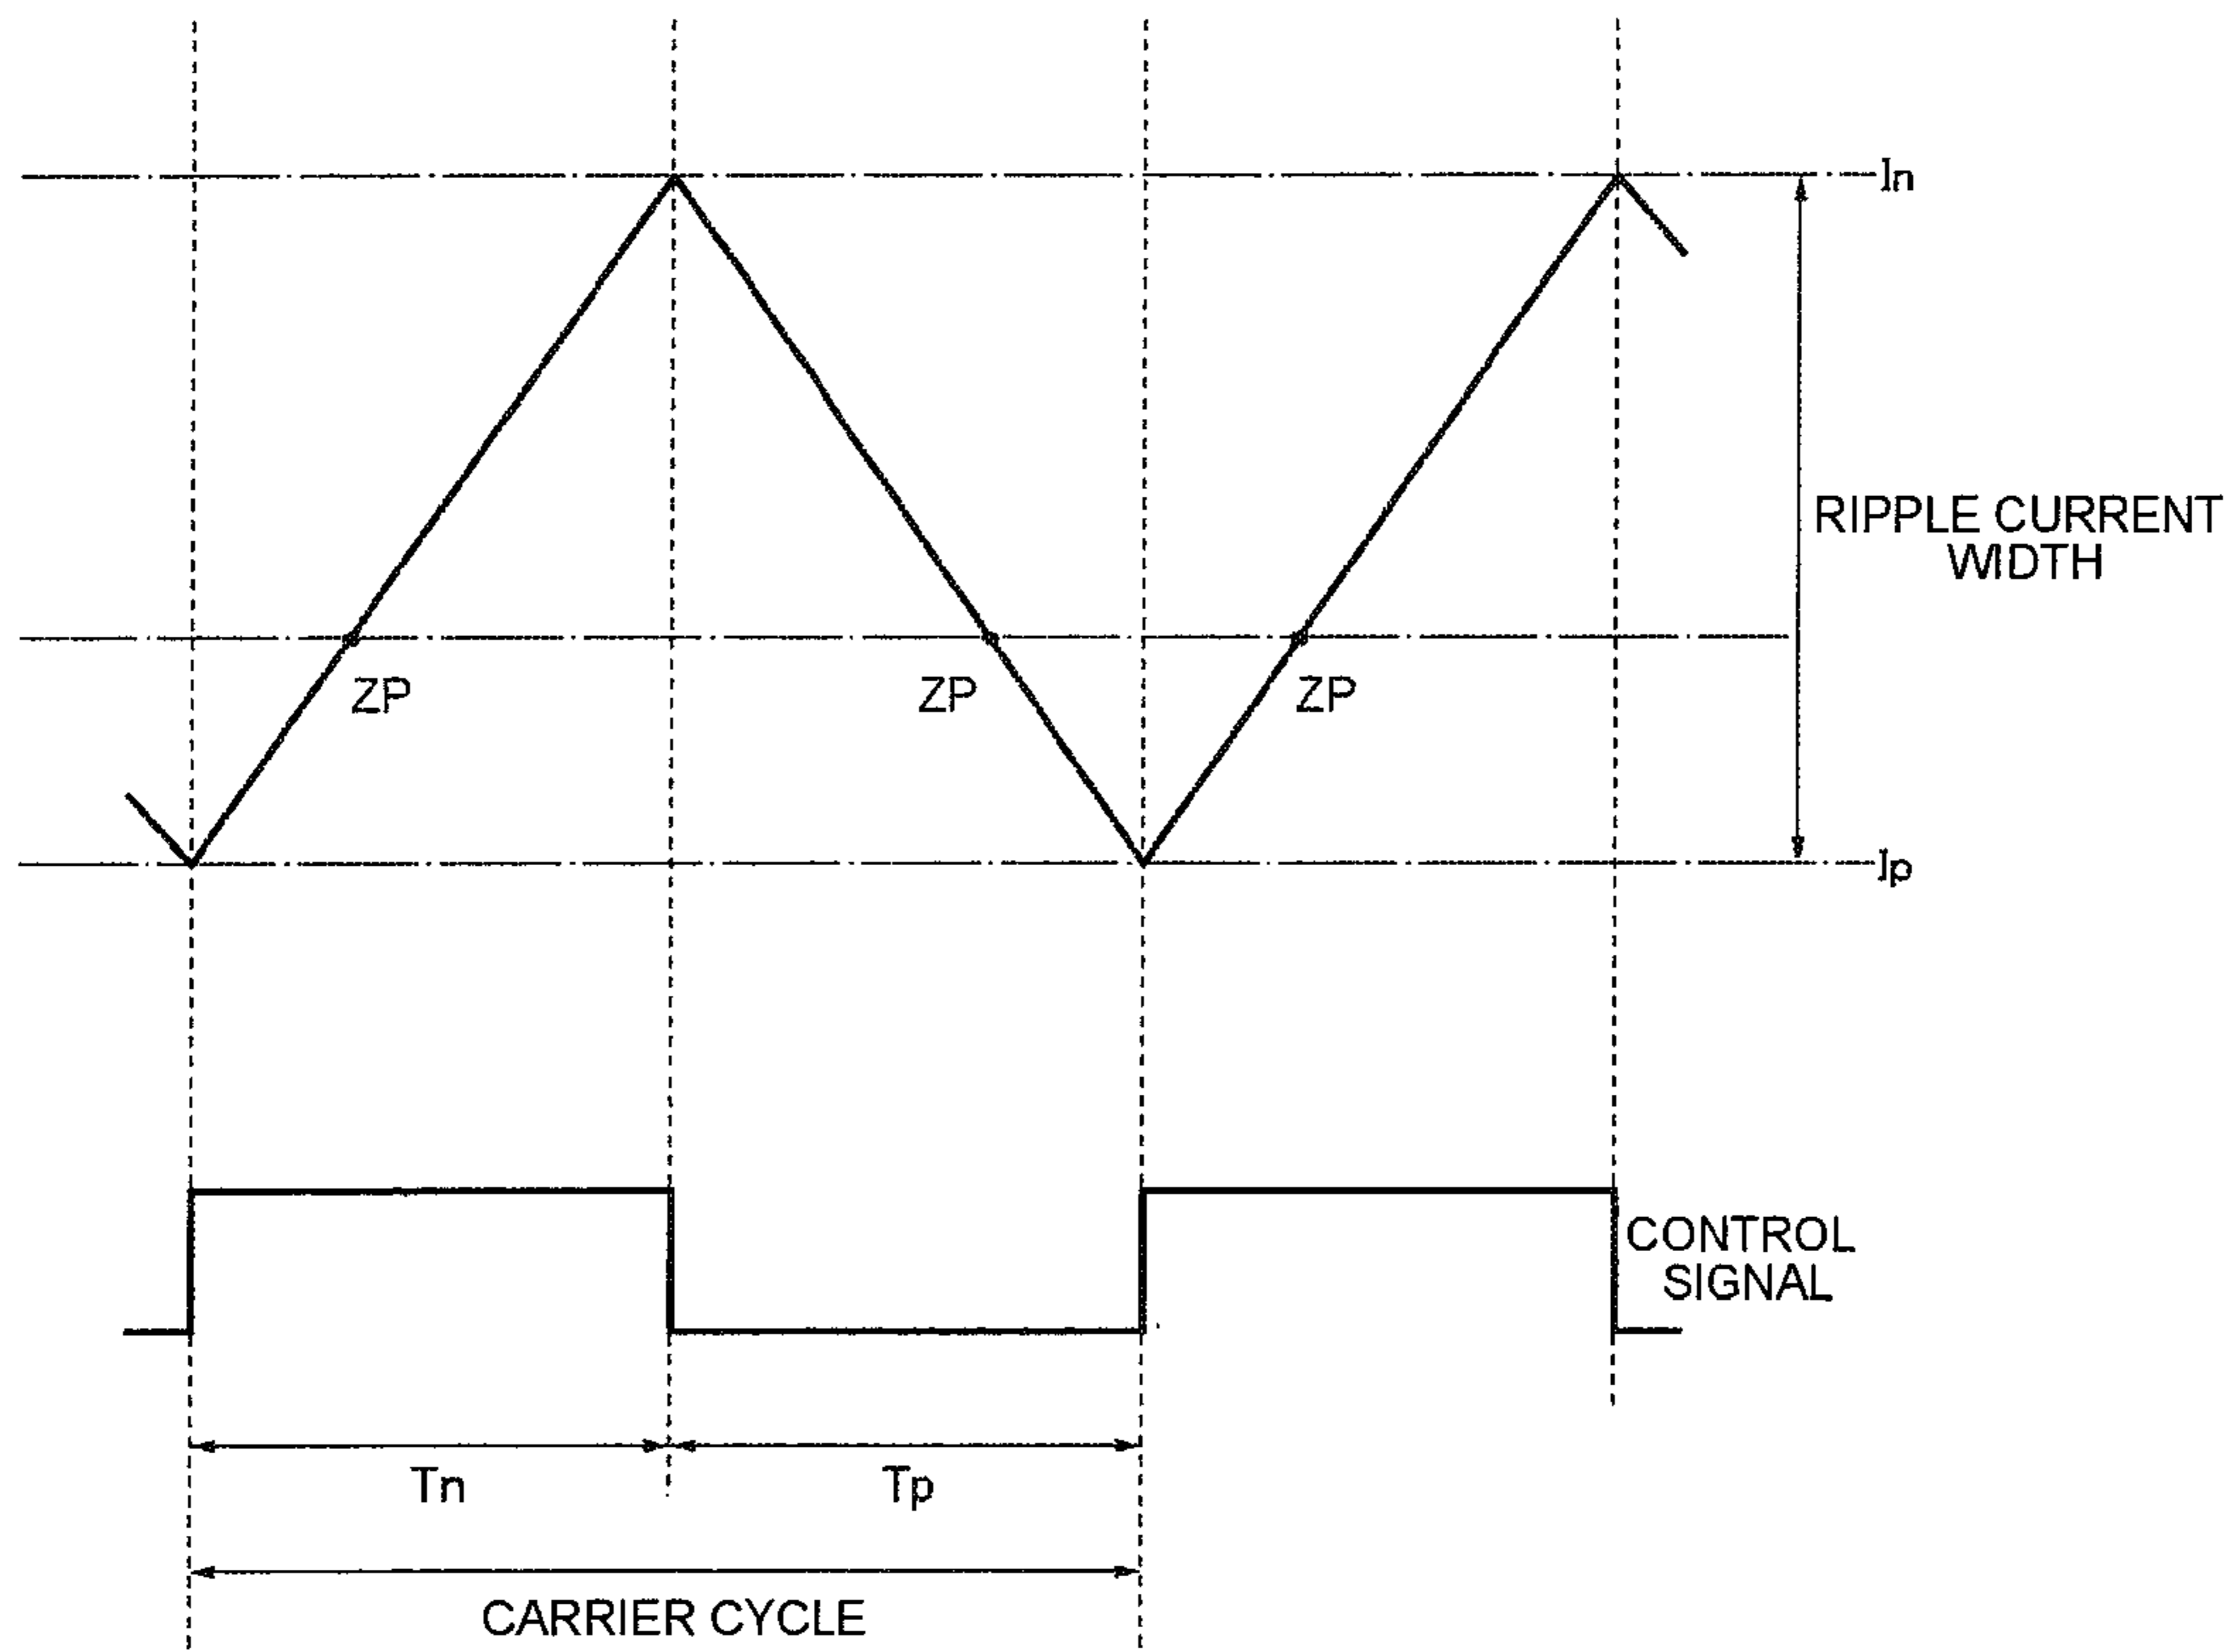 In
RIPPLE CURRENT
WIDTH
ZP
ZP
ZP
Ip
CONTROL
SIGNAL
Tn
Tp
CARRIER CYCLE